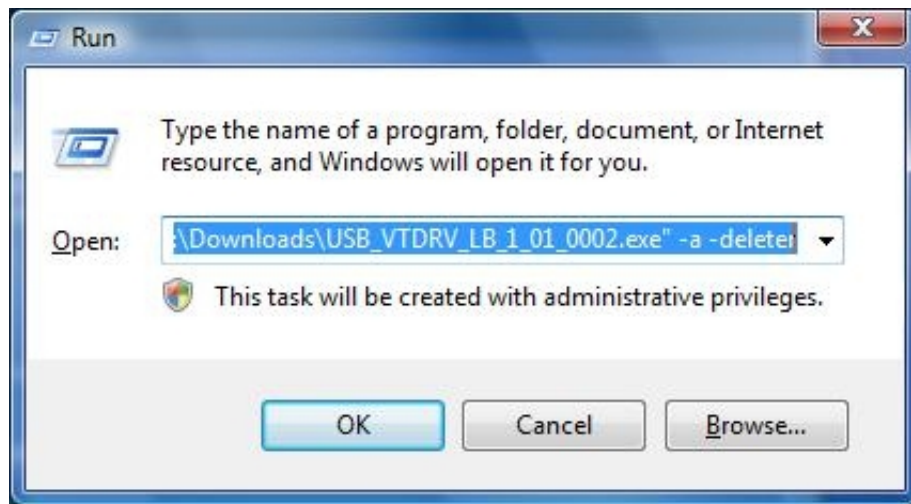 Run
Type the name of a program, folder, document, or Internet
resource, and Windows will open it for you.
Open: :\Downloads\USB_VTDRV_LB_1_01_0002.exe" -a -delete
This task will be created with administrative privileges.
OK Cancel Browse...